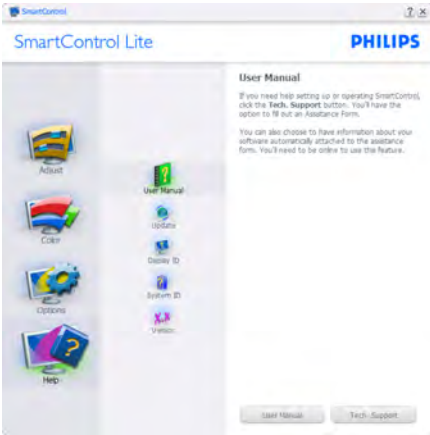 SmartControl
? ×
SmartControl Lite
PHILIPS
User Manual
If you need help setting up or operating SmartControl,
click the Tech. Support button. You'll have the
option to fill out an Assistance Form.
You can also choose to have information about your
software automatically attached to the assistance
form. You'll need to be online to use the feature.
Adjust
Color
Options
Help
User Manual
Update
Display ID
System ID
Version
User Manual
Tech. Support